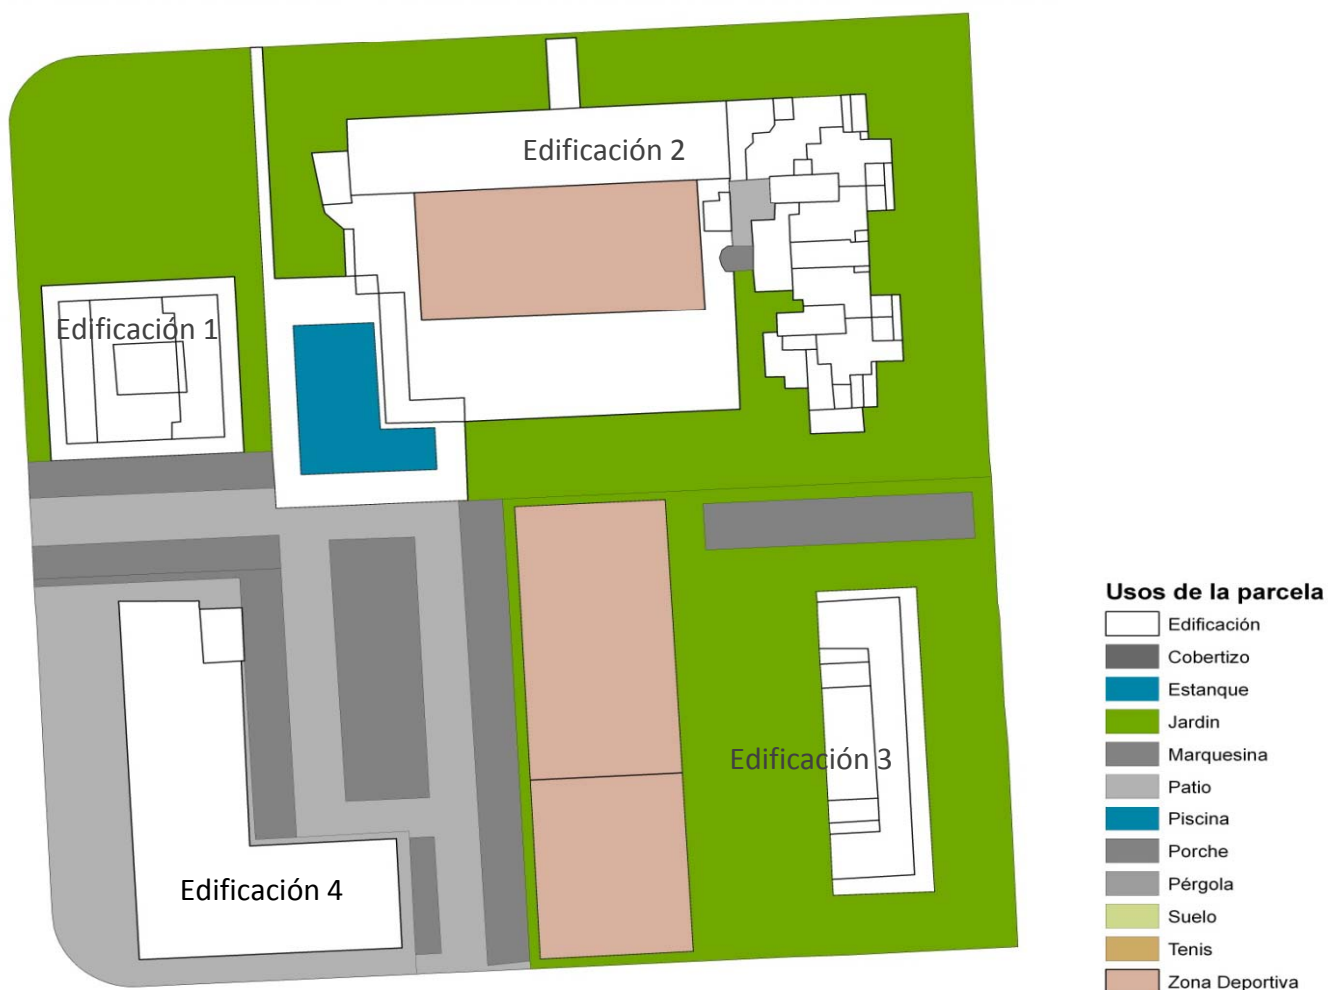 Edificación 2
Edificación 1
Edificación 3
Edificación 4
Usos de la parcela
Edificación
Cobertizo
Estanque
Jardin
Marquesina
Patio
Piscina
Porche
Pérgola
Suelo
Tenis
Zona Deportiva